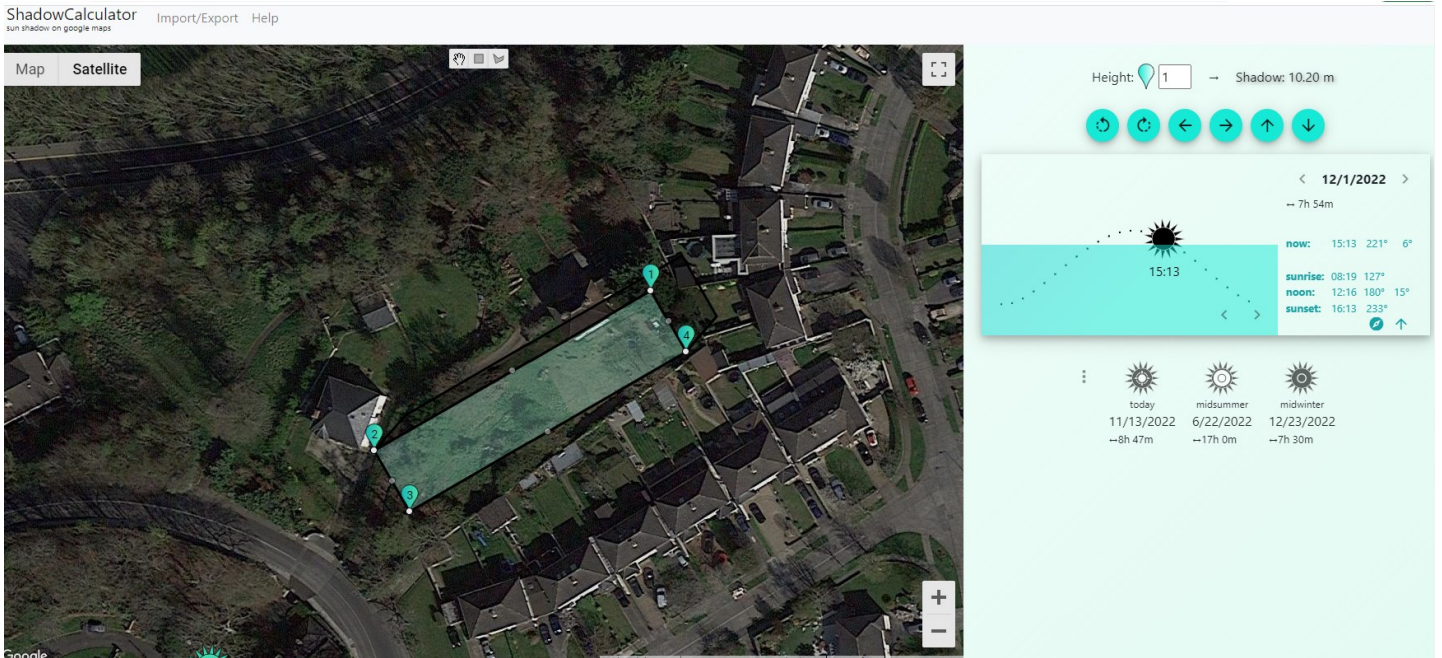 ShadowCalculator
sun shadow on google maps
Import/Export Help
Map Satellite
Height: 1 → Shadow: 10.20 m
12/1/2022
↔ 7h 54m
now: 15:13 221° 6°
15:13
sunrise: 08:19 127°
noon: 12:16 180° 15°
sunset: 16:13 233°
1
4
2
3
today
11/13/2022
↔8h 47m
midsummer
6/22/2022
↔17h 0m
midwinter
12/23/2022
↔7h 30m
Google